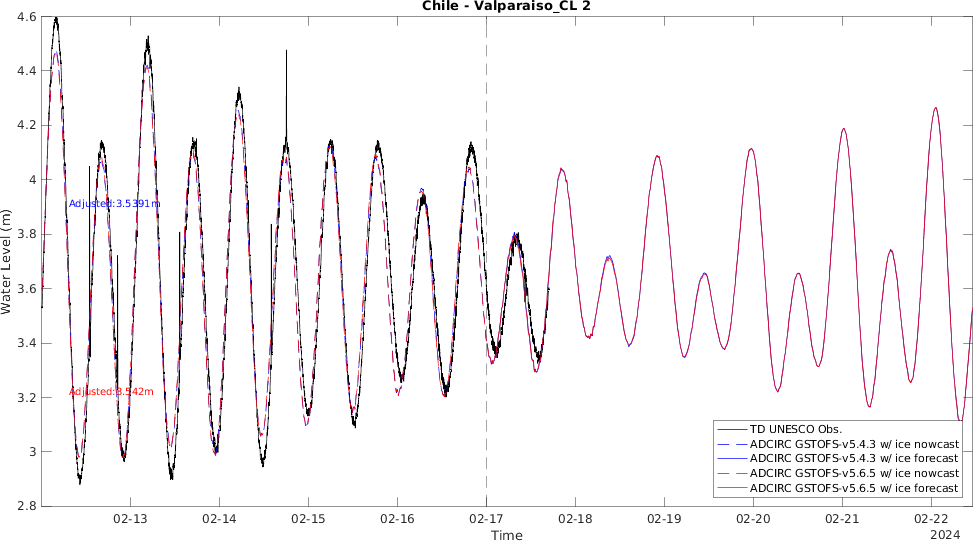 Chile - Valparaiso_CL 2
4.6
4.4
4.2
4
3.8
3.6
3.4
3.2
3
2.8
Water Level (m)
Adjusted:3.5391m
Adjusted:3.542m
TD UNESCO Obs.
ADCIRC GSTOFS-v5.4.3 w/ ice nowcast
ADCIRC GSTOFS-v5.4.3 w/ ice forecast
ADCIRC GSTOFS-v5.6.5 w/ ice nowcast
ADCIRC GSTOFS-v5.6.5 w/ ice forecast
02-13 02-14 02-15 02-16 02-17 02-18 02-19 02-20 02-21 02-22
Time
2024